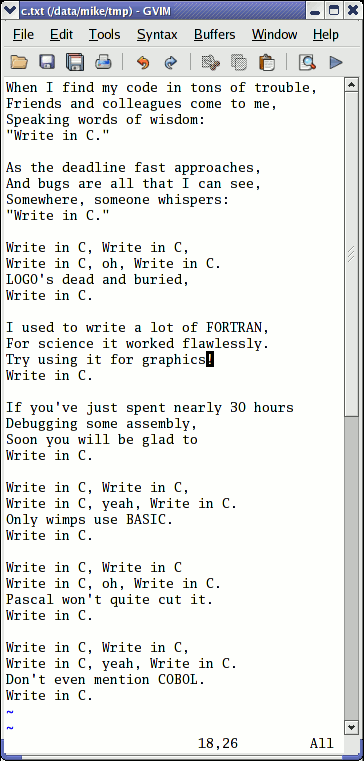 c.txt (/data/mike/tmp) - GVIM
File Edit Tools Syntax Buffers Window Help
When I find my code in tons of trouble,
Friends and colleagues come to me,
Speaking words of wisdom:
"Write in C."

As the deadline fast approaches,
And bugs are all that I can see,
Somewhere, someone whispers:
"Write in C."

Write in C, Write in C,
Write in C, oh, Write in C.
LOGO's dead and buried,
Write in C.

I used to write a lot of FORTRAN,
For science it worked flawlessly.
Try using it for graphics!
Write in C.

If you've just spent nearly 30 hours
Debugging some assembly,
Soon you will be glad to
Write in C.

Write in C, Write in C,
Write in C, yeah, Write in C.
Only wimps use BASIC.
Write in C.

Write in C, Write in C
Write in C, oh, Write in C.
Pascal won't quite cut it.
Write in C.

Write in C, Write in C,
Write in C, yeah, Write in C.
Don't even mention COBOL.
Write in C.
~
~
18,26 All